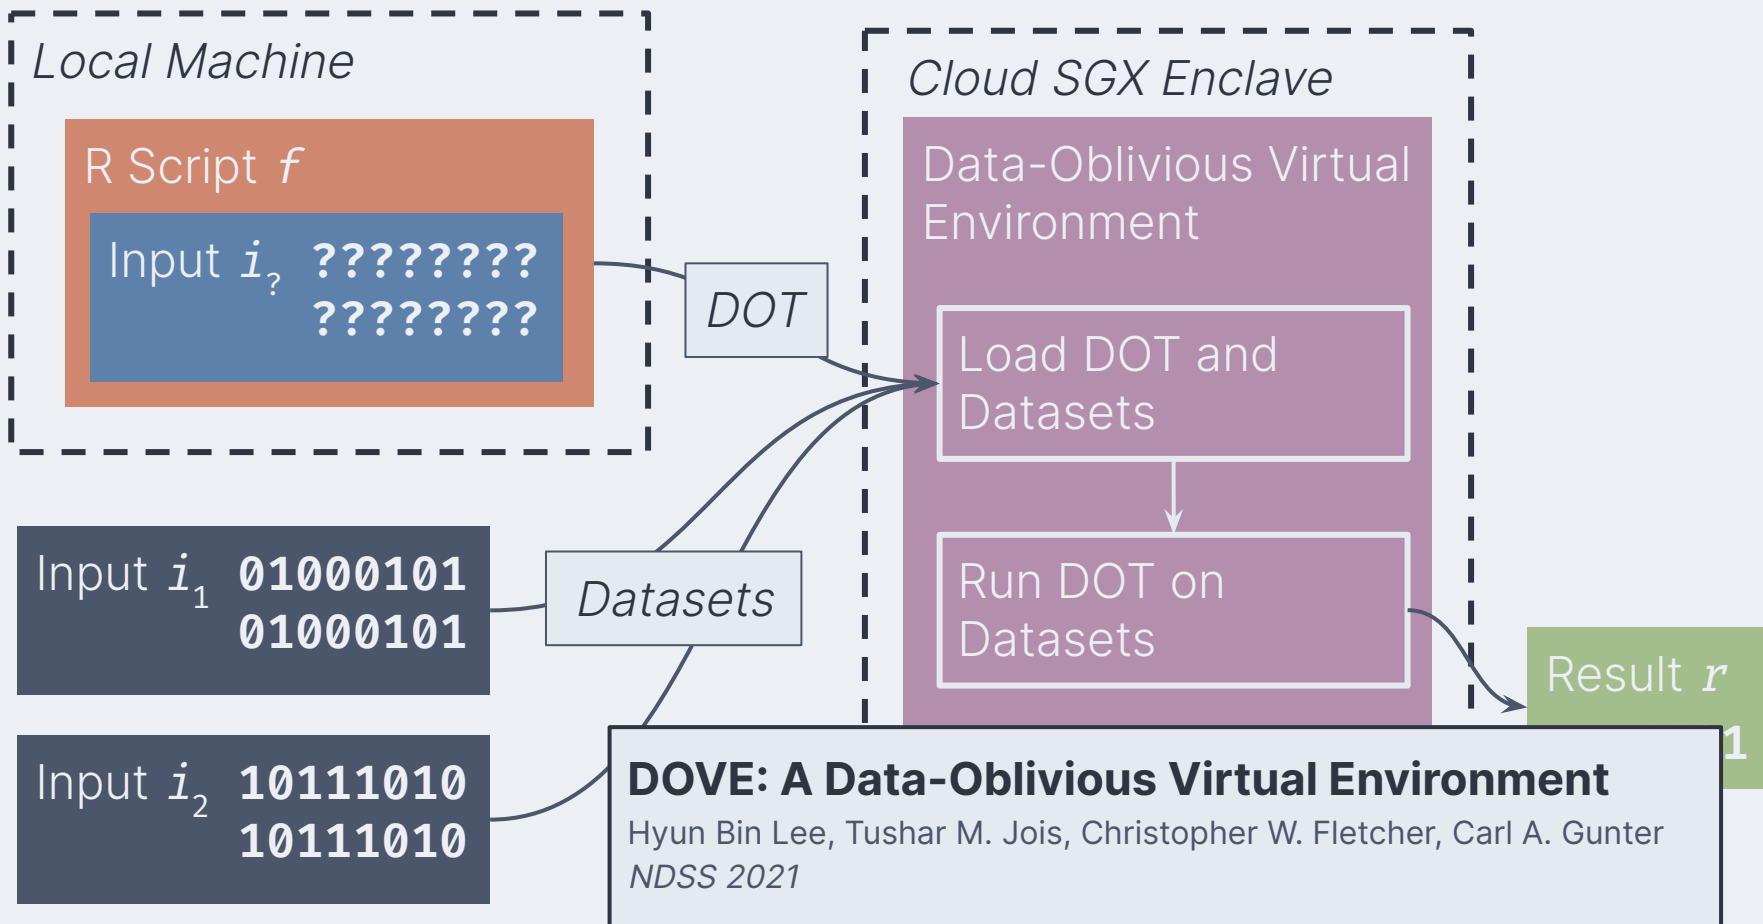 Local Machine
R Script f
Input i? ????????
????????
DOT
Input i1 01000101
01000101
Datasets
Input i2 10111010
10111010
Cloud SGX Enclave
Data-Oblivious Virtual
Environment
Load DOT and
Datasets
Run DOT on
Datasets
Result r
1
DOVE: A Data-Oblivious Virtual Environment
Hyun Bin Lee, Tushar M. Jois, Christopher W. Fletcher, Carl A. Gunter
NDSS 2021